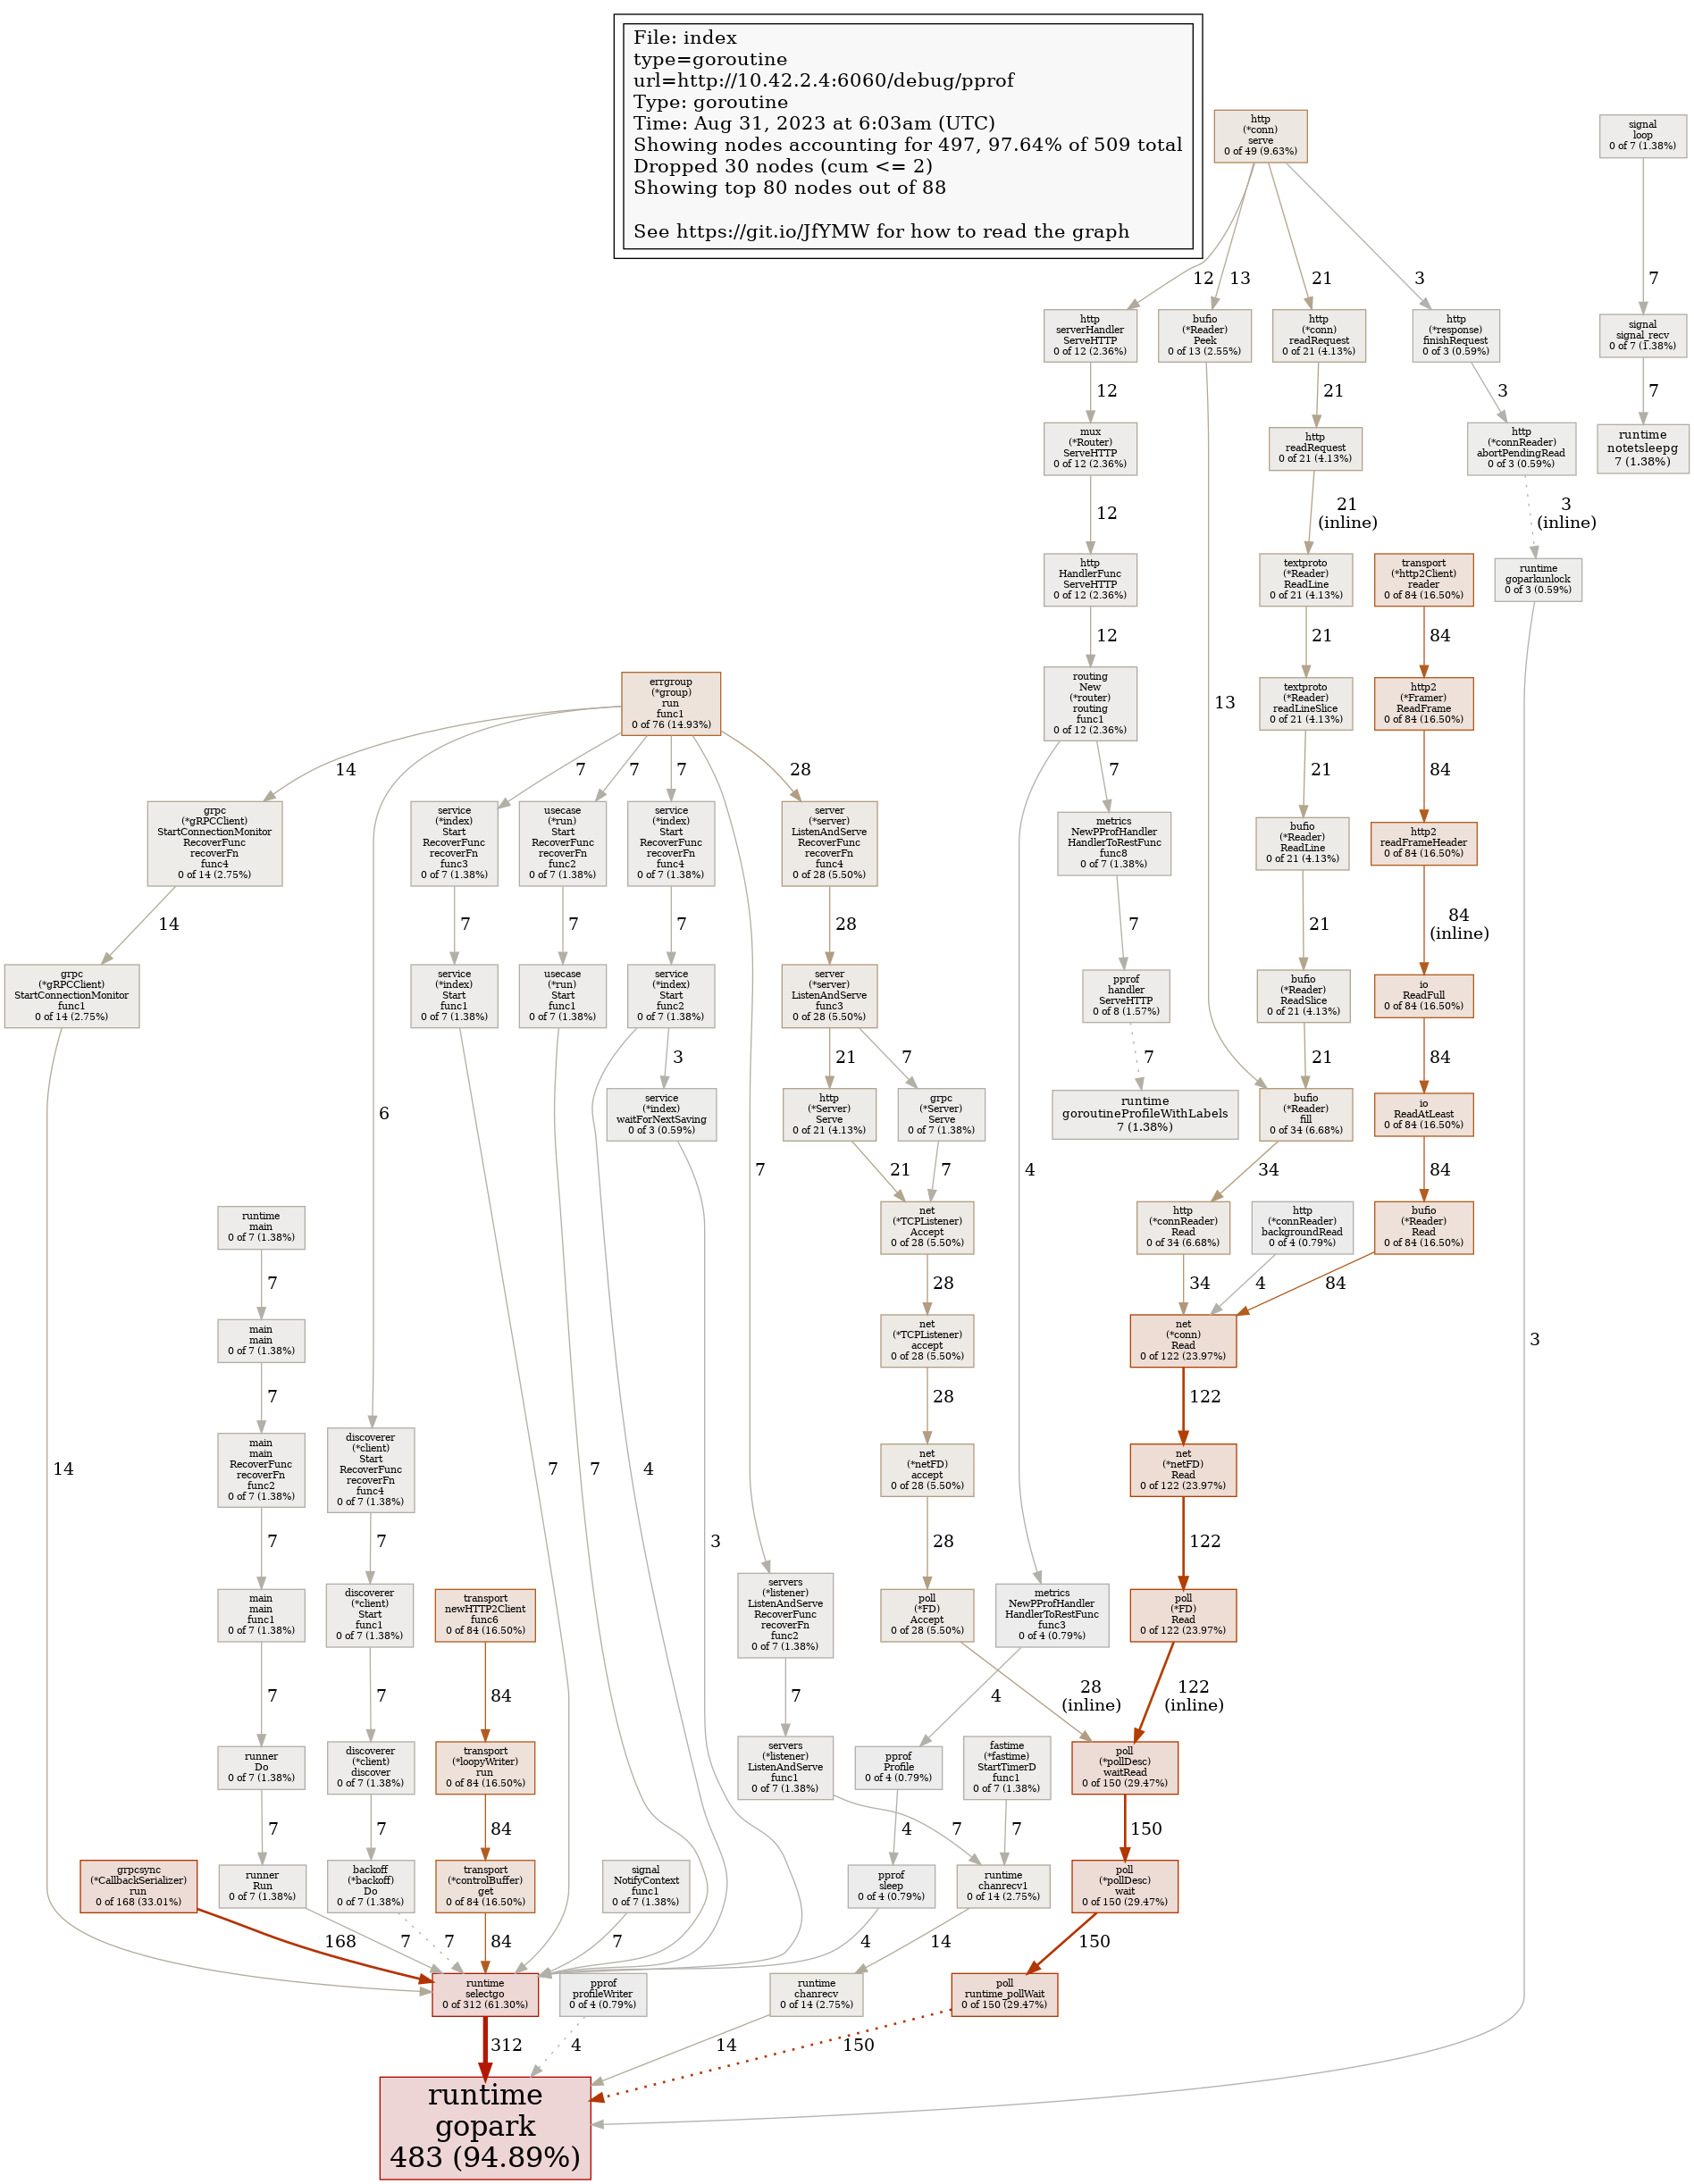 File: index
type=goroutine
url=http://10.42.2.4:6060/debug/pprof
Type: goroutine
Time: Aug 31, 2023 at 6:03am (UTC)
Showing nodes accounting for 497, 97.64% of 509 total
Dropped 30 nodes (cum <= 2)
Showing top 80 nodes out of 88
See https://git.io/JfYMW for how to read the graph
http
(*conn)
serve
0 of 49 (9.63%)
signal
loop
0 of 7 (1.38%)
12
13
21
3
7
http
serverHandler
ServeHTTP
0 of 12 (2.36%)
bufio
(*Reader)
Peek
0 of 13 (2.55%)
http
(*conn)
readRequest
0 of 21 (4.13%)
http
(*response)
finishRequest
0 of 3 (0.59%)
signal
signal_recv
0 of 7 (1.38%)
12
21
3
7
mux
(*Router)
ServeHTTP
0 of 12 (2.36%)
http
readRequest
0 of 21 (4.13%)
http
(*connReader)
abortPendingRead
0 of 3 (0.59%)
runtime
notetsleepg
7 (1.38%)
12
21
(inline)
3
(inline)
http
HandlerFunc
ServeHTTP
0 of 12 (2.36%)
textproto
(*Reader)
ReadLine
0 of 21 (4.13%)
transport
(*http2Client)
reader
0 of 84 (16.50%)
runtime
goparkunlock
0 of 3 (0.59%)
12
21
84
errgroup
(*group)
run
func1
0 of 76 (14.93%)
routing
New
(*router)
routing
func1
0 of 12 (2.36%)
13
textproto
(*Reader)
readLineSlice
0 of 21 (4.13%)
http2
(*Framer)
ReadFrame
0 of 84 (16.50%)
14
7
7
7
28
7
21
84
grpc
(*gRPCClient)
StartConnectionMonitor
RecoverFunc
recoverFn
func4
0 of 14 (2.75%)
service
(*index)
Start
RecoverFunc
recoverFn
func3
0 of 7 (1.38%)
usecase
(*run)
Start
RecoverFunc
recoverFn
func2
0 of 7 (1.38%)
service
(*index)
Start
RecoverFunc
recoverFn
func4
0 of 7 (1.38%)
server
(*server)
ListenAndServe
RecoverFunc
recoverFn
func4
0 of 28 (5.50%)
metrics
NewPProfHandler
HandlerToRestFunc
func8
0 of 7 (1.38%)
bufio
(*Reader)
ReadLine
0 of 21 (4.13%)
http2
readFrameHeader
0 of 84 (16.50%)
14
7
7
7
28
7
21
84
(inline)
grpc
(*gRPCClient)
StartConnectionMonitor
func1
0 of 14 (2.75%)
service
(*index)
Start
func1
0 of 7 (1.38%)
usecase
(*run)
Start
func1
0 of 7 (1.38%)
service
(*index)
Start
func2
0 of 7 (1.38%)
server
(*server)
ListenAndServe
func3
0 of 28 (5.50%)
pprof
handler
ServeHTTP
0 of 8 (1.57%)
bufio
(*Reader)
ReadSlice
0 of 21 (4.13%)
io
ReadFull
0 of 84 (16.50%)
3
21
7
7
21
84
6
service
(*index)
waitForNextSaving
0 of 3 (0.59%)
http
(*Server)
Serve
0 of 21 (4.13%)
grpc
(*Server)
Serve
0 of 7 (1.38%)
runtime
goroutineProfileWithLabels
7 (1.38%)
bufio
(*Reader)
fill
0 of 34 (6.68%)
io
ReadAtLeast
0 of 84 (16.50%)
7
21
7
4
34
84
runtime
main
0 of 7 (1.38%)
net
(*TCPListener)
Accept
0 of 28 (5.50%)
http
(*connReader)
Read
0 of 34 (6.68%)
http
(*connReader)
backgroundRead
0 of 4 (0.79%)
bufio
(*Reader)
Read
0 of 84 (16.50%)
7
28
34
4
84
main
main
0 of 7 (1.38%)
net
(*TCPListener)
accept
0 of 28 (5.50%)
net
(*conn)
Read
0 of 122 (23.97%)
3
7
28
122
14
main
main
RecoverFunc
recoverFn
func2
0 of 7 (1.38%)
discoverer
(*client)
Start
RecoverFunc
recoverFn
func4
0 of 7 (1.38%)
7
7
4
net
(*netFD)
accept
0 of 28 (5.50%)
net
(*netFD)
Read
0 of 122 (23.97%)
7
7
3
28
122
main
main
func1
0 of 7 (1.38%)
discoverer
(*client)
Start
func1
0 of 7 (1.38%)
transport
newHTTP2Client
func6
0 of 84 (16.50%)
servers
(*listener)
ListenAndServe
RecoverFunc
recoverFn
func2
0 of 7 (1.38%)
poll
(*FD)
Accept
0 of 28 (5.50%)
metrics
NewPProfHandler
HandlerToRestFunc
func3
0 of 4 (0.79%)
poll
(*FD)
Read
0 of 122 (23.97%)
7
7
84
7
4
28
(inline)
122
(inline)
runner
Do
0 of 7 (1.38%)
discoverer
(*client)
discover
0 of 7 (1.38%)
transport
(*loopyWriter)
run
0 of 84 (16.50%)
servers
(*listener)
ListenAndServe
func1
0 of 7 (1.38%)
pprof
Profile
0 of 4 (0.79%)
fastime
(*fastime)
StartTimerD
func1
0 of 7 (1.38%)
poll
(*pollDesc)
waitRead
0 of 150 (29.47%)
7
7
84
4
7
7
150
grpcsync
(*CallbackSerializer)
run
0 of 168 (33.01%)
runner
Run
0 of 7 (1.38%)
backoff
(*backoff)
Do
0 of 7 (1.38%)
transport
(*controlBuffer)
get
0 of 84 (16.50%)
signal
NotifyContext
func1
0 of 7 (1.38%)
pprof
sleep
0 of 4 (0.79%)
runtime
chanrecv1
0 of 14 (2.75%)
poll
(*pollDesc)
wait
0 of 150 (29.47%)
168
7
7
84
7
4
14
150
runtime
selectgo
0 of 312 (61.30%)
pprof
profileWriter
0 of 4 (0.79%)
runtime
chanrecv
0 of 14 (2.75%)
poll
runtime_pollWait
0 of 150 (29.47%)
312
4
14
150
runtime
gopark
483 (94.89%)